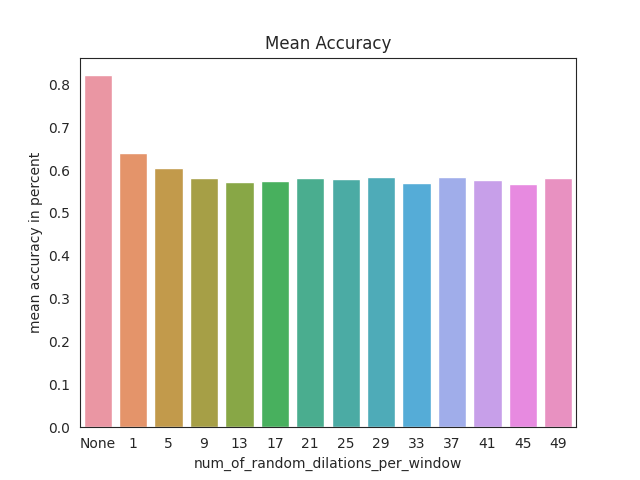 Mean Accuracy
mean accuracy in percent
0.8
0.7
0.6
0.5
0.4
0.3
0.2
0.1
0.0
None 1 5 9 13 17 21 25 29 33 37 41 45 49
num_of_random_dilations_per_window